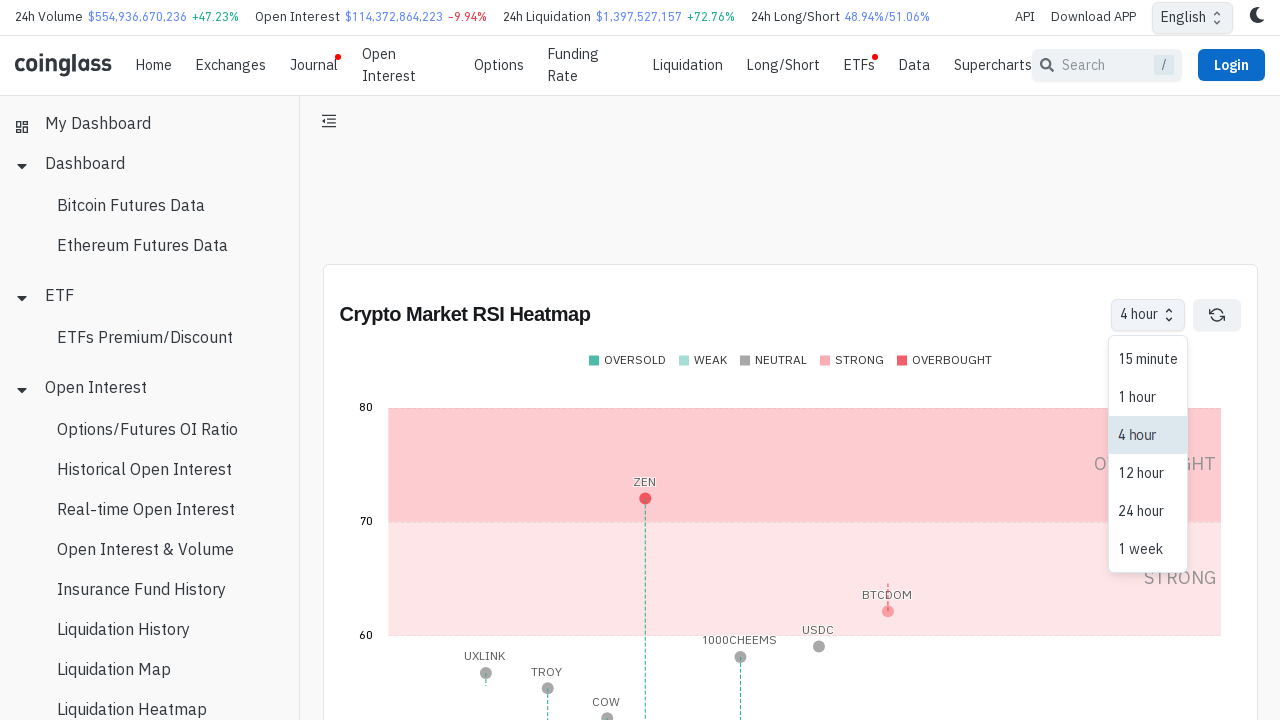 24h Volume $554,936,670,236 +47.23% Open Interest $114,372,864,223 -9.94% 24h Liquidation $1,397,527,157 +72.76% 24h Long/Short 48.94%/51.06% API Download APP English
coinglass Home Exchanges Journal Open Interest Options Funding Rate Liquidation Long/Short ETFs Data Supercharts Search / Login
My Dashboard
Dashboard
Bitcoin Futures Data
Ethereum Futures Data
ETF
ETFs Premium/Discount
Open Interest
Options/Futures OI Ratio
Historical Open Interest
Real-time Open Interest
Open Interest & Volume
Insurance Fund History
Liquidation History
Liquidation Map
Liquidation Heatmap
Crypto Market RSI Heatmap 4 hour
OVERSOLD WEAK NEUTRAL STRONG OVERBOUGHT
15 minute
1 hour
4 hour
12 hour
24 hour
1 week
80
ZEN
70
STRONG
BTCDOM
60
USDC
1000CHEEMS
UXLINK
TROY
COW